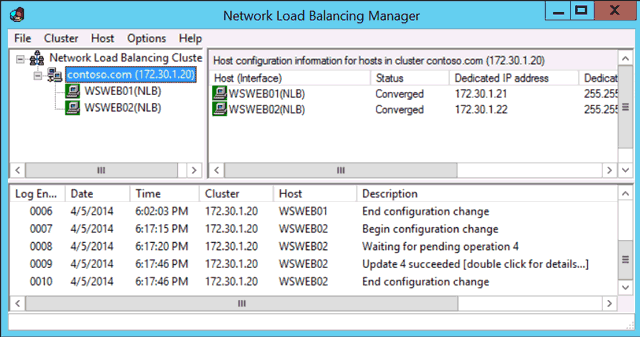 Network Load Balancing Manager
File Cluster Host Options Help
Network Load Balancing Cluste
contoso.com (172.30.1.20)
WSWEB01(NLB)
WSWEB02(NLB)
Host configuration information for hosts in cluster contoso.com (172.30.1.20)
Host (Interface) Status Dedicated IP address Dedicat
WSWEB01(NLB) Converged 172.30.1.21 255.255
WSWEB02(NLB) Converged 172.30.1.22 255.255
Log En... Date Time Cluster Host Description
0006 4/5/2014 6:02:03 PM 172.30.1.20 WSWEB01 End configuration change
0007 4/5/2014 6:17:15 PM 172.30.1.20 WSWEB02 Begin configuration change
0008 4/5/2014 6:17:20 PM 172.30.1.20 WSWEB02 Waiting for pending operation 4
0009 4/5/2014 6:17:46 PM 172.30.1.20 WSWEB02 Update 4 succeeded [double click for details...]
0010 4/5/2014 6:17:46 PM 172.30.1.20 WSWEB02 End configuration change